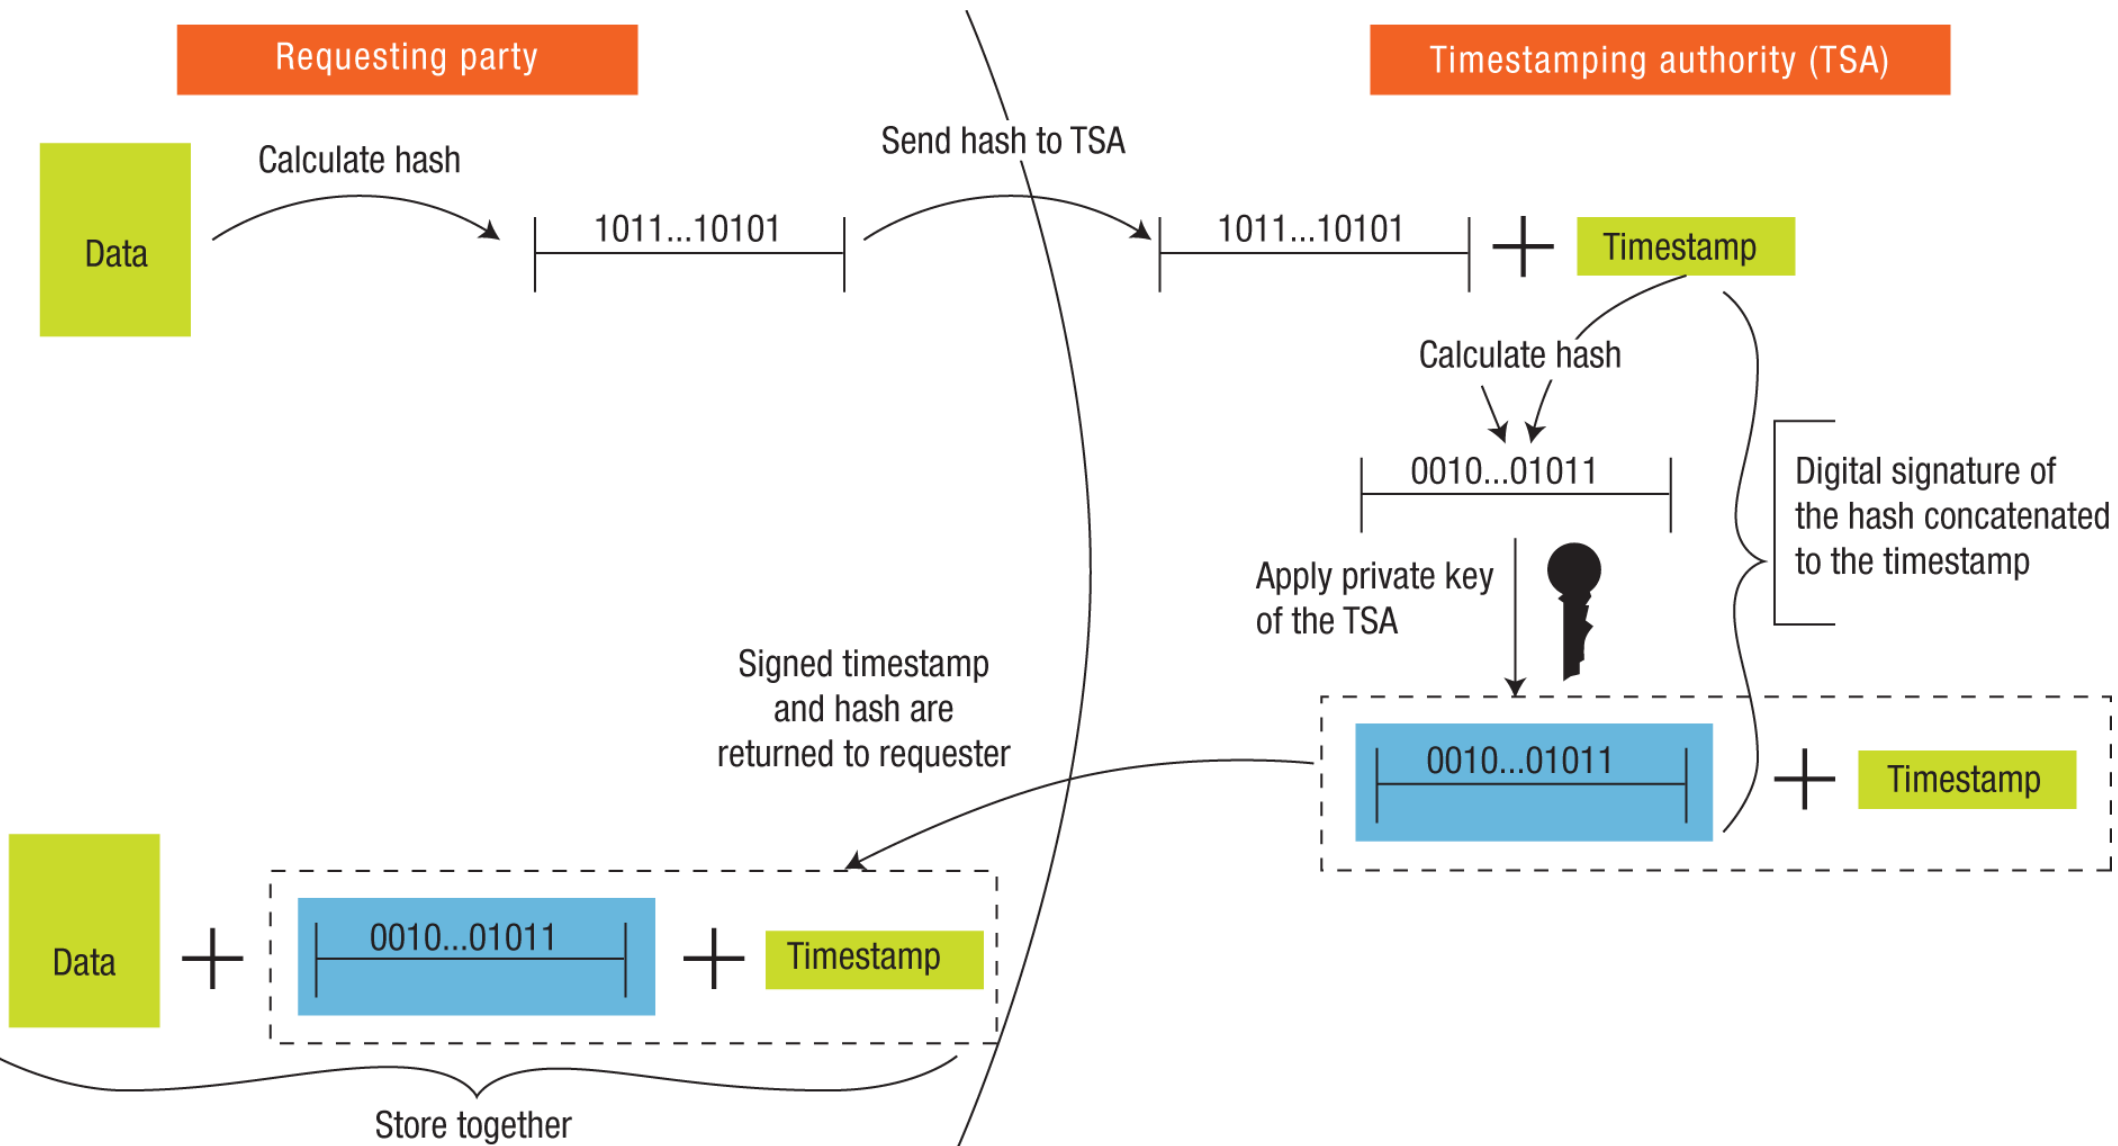 Requesting party
Timestamping authority (TSA)
Calculate hash
Send hash to TSA
Data
1011...10101
1011...10101
Timestamp
Calculate hash
0010...01011
Digital signature of
the hash concatenated
to the timestamp
Apply private key
of the TSA
Signed timestamp
and hash are
returned to requester
0010...01011
Timestamp
Data
0010...01011
Timestamp
Store together